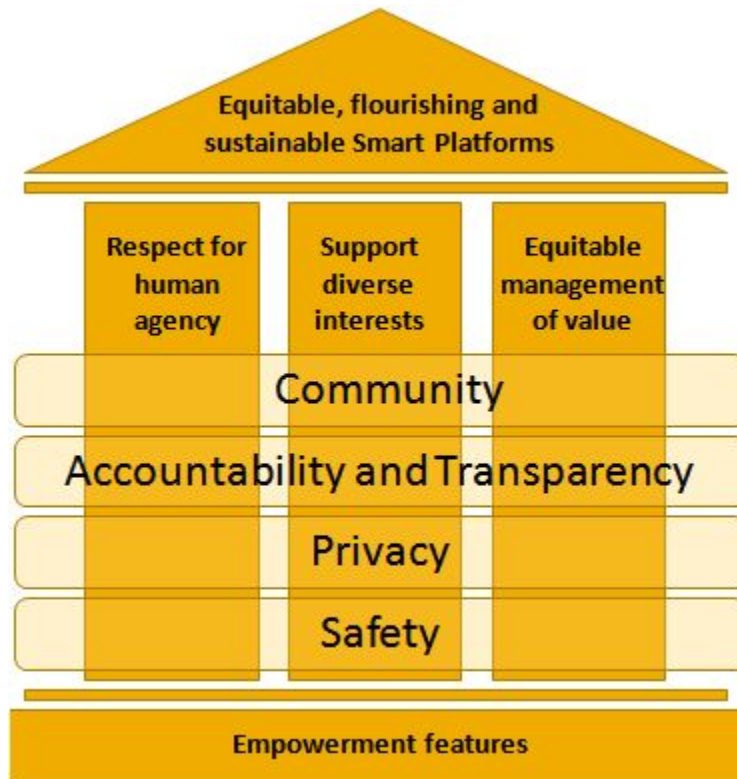 Equitable, flourishing and
sustainable Smart Platforms
Respect for
human
agency
Support
diverse
interests
Equitable
management
of value
Community
Accountability and Transparency
Privacy
Safety
Empowerment features